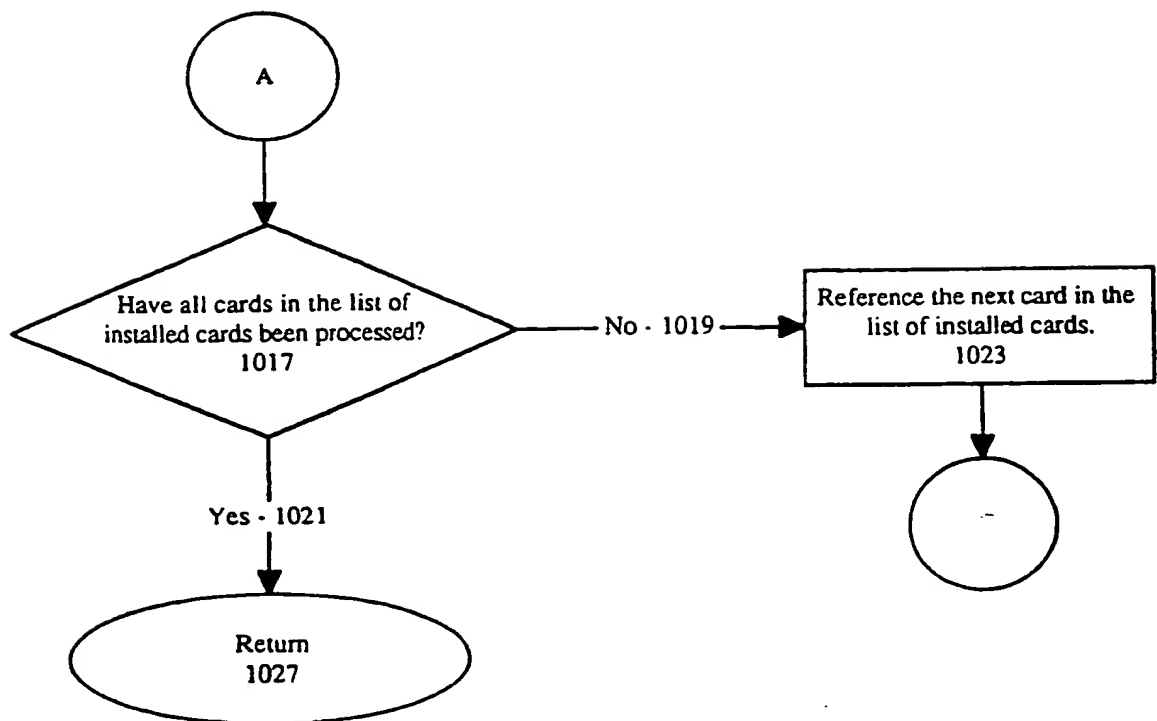 A
Have all cards in the list of
installed cards been processed?
1017
No - 1019
Reference the next card in the
list of installed cards.
1023
Yes - 1021
Return
1027